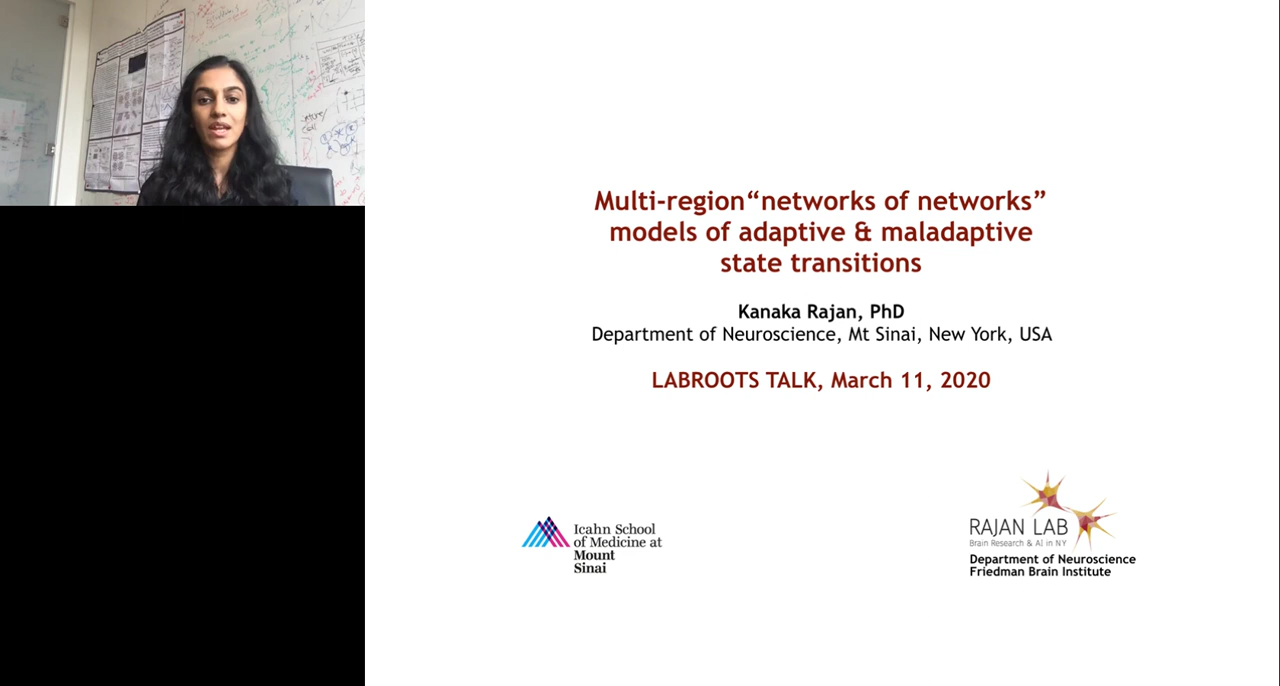 Multi-region“networks of networks”
models of adaptive & maladaptive
state transitions
Kanaka Rajan, PhD
Department of Neuroscience, Mt Sinai, New York, USA
LABROOTS TALK, March 11, 2020
Icahn School
of Medicine at
Mount
Sinai
RAJAN LAB
Brain Research & AI in NY
Department of Neuroscience
Friedman Brain Institute